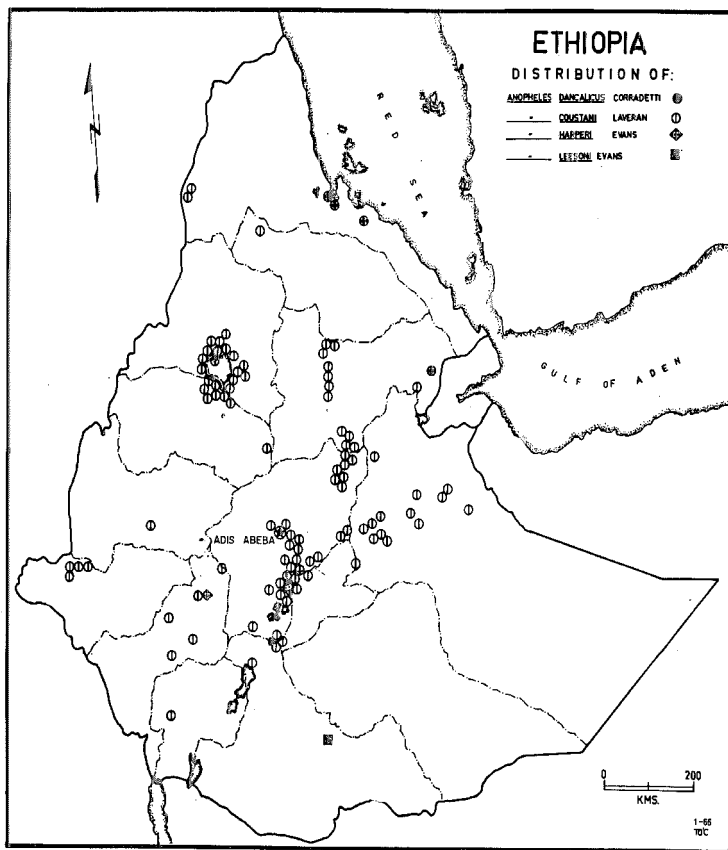 ETHIOPIA
DISTRIBUTION OF:
ANOPHELES DANCALICUS CORRADETTI
" COUSTANI LAVERAN
" HARPERI EVANS
" LEESONI EVANS
RED SEA
GULF OF ADEN
ADIS ABEBA
0 200
KMS.
1-66